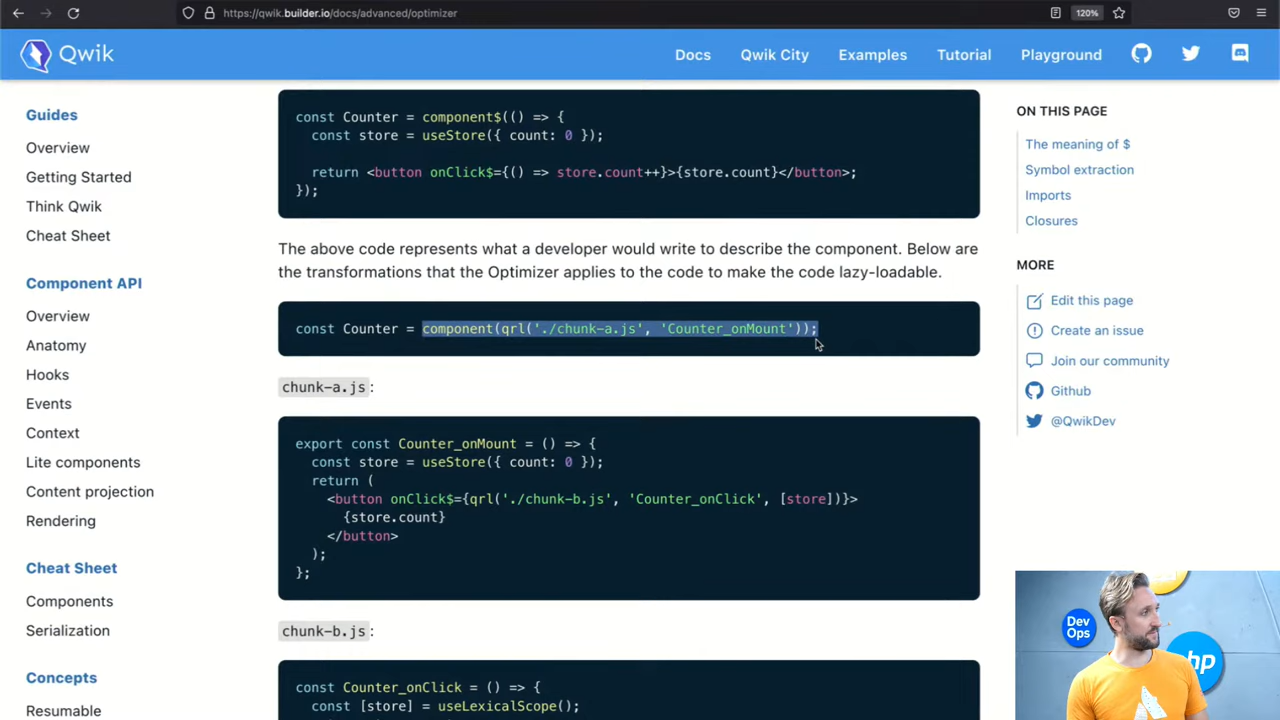 https://qwik.builder.io/docs/advanced/optimizer
120%
Qwik
Docs
Qwik City
Examples
Tutorial
Playground
Guides
Overview
Getting Started
Think Qwik
Cheat Sheet
Component API
Overview
Anatomy
Hooks
Events
Context
Lite components
Content projection
Rendering
Cheat Sheet
Components
Serialization
Concepts
Resumable
const Counter = component$(() => {
const store = useStore({ count: 0 });
return <button onClick$={() => store.count++}>{store.count}</button>;
});
The above code represents what a developer would write to describe the component. Below are
the transformations that the Optimizer applies to the code to make the code lazy-loadable.
const Counter = component(qrl('./chunk-a.js', 'Counter_onMount'));
chunk-a.js:
export const Counter_onMount = () => {
const store = useStore({ count: 0 });
return (
<button onClick$={qrl('./chunk-b.js', 'Counter_onClick', [store])}>
{store.count}
</button>
);
};
chunk-b.js:
const Counter_onClick = () => {
const [store] = useLexicalScope();
ON THIS PAGE
The meaning of $
Symbol extraction
Imports
Closures
MORE
Edit this page
Create an issue
Join our community
Github
@QwikDev
Dev
Ops